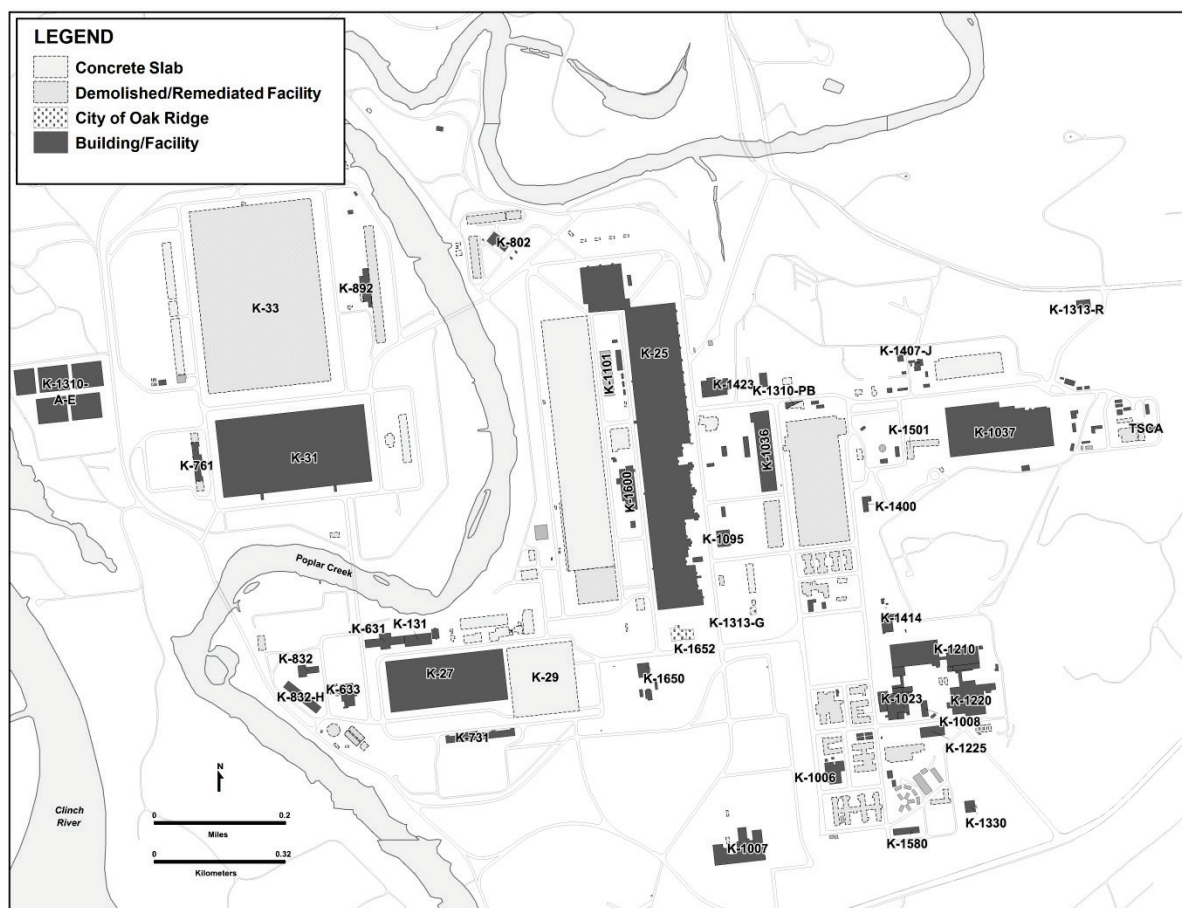 LEGEND
Concrete Slab
Demolished/Remediated Facility
City of Oak Ridge
Building/Facility
K-802
K-892
K-33
K-1313-R
K-25
K-1101
K-1407-J
K-1310-
A-E
K-1423
K-1310-PB
K-1501
K-1037
TSCA
K-1036
K-761
K-31
K-1600
K-1400
K-1095
Poplar Creek
K-131
.K-631
K-1313-G
K-1414
K-1652
K-1210
K-832
K-27
K-29
K-1650
K-832-H
K-633
K-1023
K-1220
K-1008
K-731
K-1225
K-1006
N
Clinch
River
0 0.2
Miles
K-1330
0 0.32
Kilometers
K-1580
K-1007